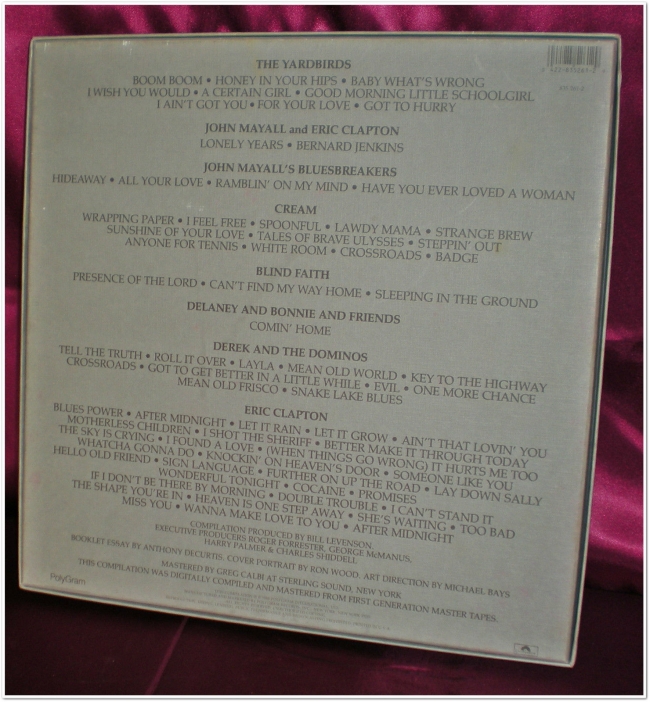 THE YARDBIRDS
BOOM BOOM • HONEY IN YOUR HIPS • BABY WHAT'S WRONG
I WISH YOU WOULD • A CERTAIN GIRL • GOOD MORNING LITTLE SCHOOLGIRL
I AIN'T GOT YOU • FOR YOUR LOVE • GOT TO HURRY
JOHN MAYALL and ERIC CLAPTON
LONELY YEARS • BERNARD JENKINS
JOHN MAYALL'S BLUESBREAKERS
HIDEAWAY • ALL YOUR LOVE • RAMBLIN' ON MY MIND • HAVE YOU EVER LOVED A WOMAN
CREAM
WRAPPING PAPER • I FEEL FREE • SPOONFUL • LAWDY MAMA • STRANGE BREW
SUNSHINE OF YOUR LOVE • TALES OF BRAVE ULYSSES • STEPPIN' OUT
ANYONE FOR TENNIS • WHITE ROOM • CROSSROADS • BADGE
BLIND FAITH
PRESENCE OF THE LORD • CAN'T FIND MY WAY HOME • SLEEPING IN THE GROUND
DELANEY AND BONNIE AND FRIENDS
COMIN' HOME
DEREK AND THE DOMINOS
TELL THE TRUTH • ROLL IT OVER • LAYLA • MEAN OLD WORLD • KEY TO THE HIGHWAY
CROSSROADS • GOT TO GET BETTER IN A LITTLE WHILE • EVIL • ONE MORE CHANCE
MEAN OLD FRISCO • SNAKE LAKE BLUES
ERIC CLAPTON
BLUES POWER • AFTER MIDNIGHT • LET IT RAIN • LET IT GROW • AIN'T THAT LOVIN' YOU
MOTHERLESS CHILDREN • I SHOT THE SHERIFF • BETTER MAKE IT THROUGH TODAY
THE SKY IS CRYING • I FOUND A LOVE • (WHEN THINGS GO WRONG) IT HURTS ME TOO
WHATCHA GONNA DO • KNOCKIN' ON HEAVEN'S DOOR • SOMEONE LIKE YOU
HELLO OLD FRIEND • SIGN LANGUAGE • FURTHER ON UP THE ROAD • LAY DOWN SALLY
WONDERFUL TONIGHT • COCAINE • PROMISES
IF I DON'T BE THERE BY MORNING • DOUBLE TROUBLE • I CAN'T STAND IT
THE SHAPE YOU'RE IN • HEAVEN IS ONE STEP AWAY • SHE'S WAITING • TOO BAD
MISS YOU • WANNA MAKE LOVE TO YOU • AFTER MIDNIGHT
COMPILATION PRODUCED BY BILL LEVENSON.
EXECUTIVE PRODUCERS ROGER FORRESTER, GEORGE McMANUS,
HARRY PALMER & CHARLES SHIDDELL
BOOKLET ESSAY BY ANTHONY DECURTIS. COVER PORTRAIT BY RON WOOD. ART DIRECTION BY MICHAEL BAYS
MASTERED BY GREG CALBI AT STERLING SOUND, NEW YORK
THIS COMPILATION WAS DIGITALLY COMPILED AND MASTERED FROM FIRST GENERATION MASTER TAPES.
PolyGram